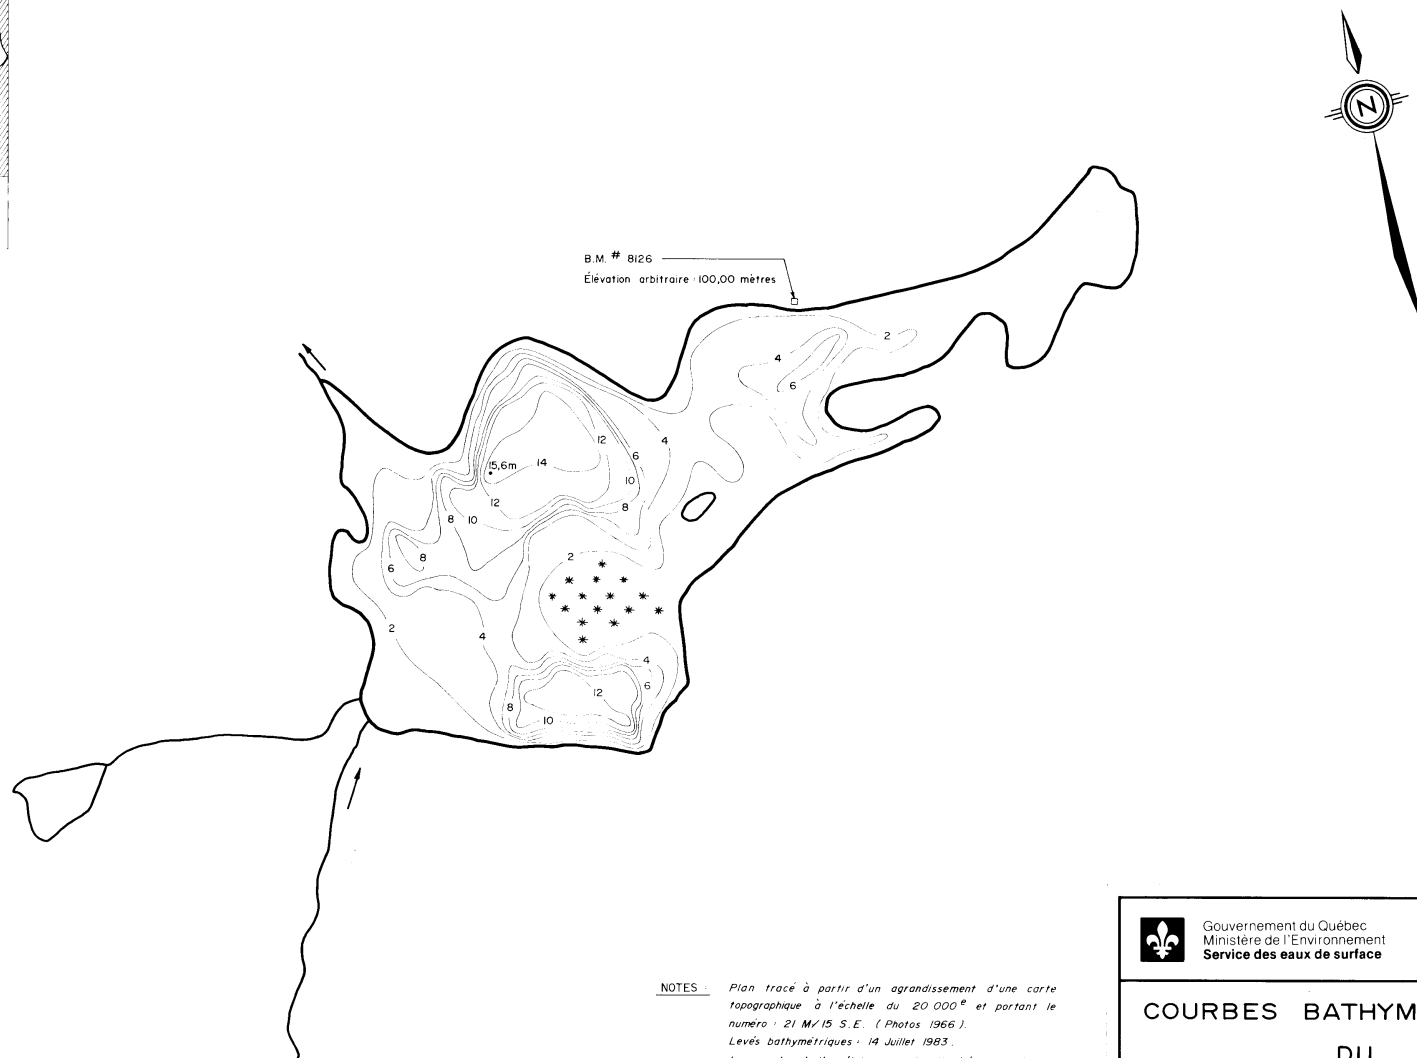 N
B.M. # 8126
Élévation arbitraire : 100,00 mètres
2
4
6
12
4
6
15,6m
14
10
12
8
8
10
8
2
6
2
4
4
6
12
8
10
NOTES :
Plan tracé à partir d'un agrandissement d'une carte
topographique à l'échelle du 20 000e et portant le
numéro : 21 M/15 S.E. ( Photos 1966 ).
Levés bathymétriques : 14 Juillet 1983.
Gouvernement du Québec
Ministère de l'Environnement
Service des eaux de surface
COURBES BATHYM
DU